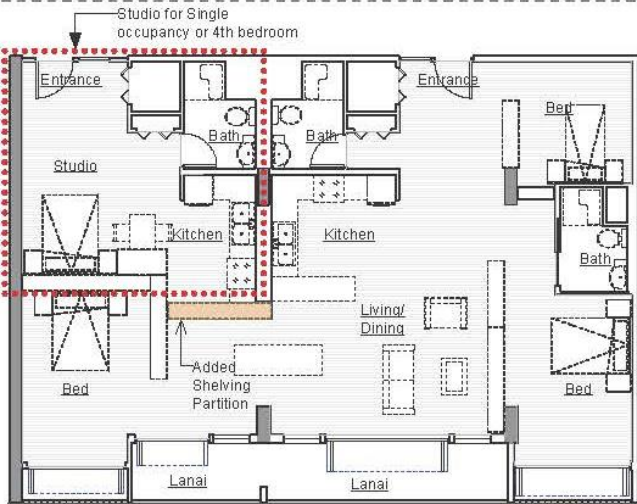 Studio for Single
occupancy or 4th bedroom
Entrance
Entrance
Bed
Bath
Bath
Studio
Kitchen
Kitchen
Bath
Living/
Dining
Added
Shelving
Partition
Bed
Bed
Lanai
Lanai